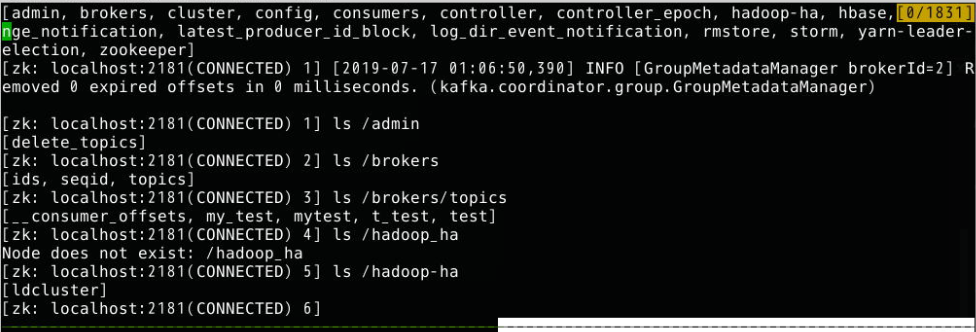 [admin, brokers, cluster, config, consumers, controller, controller_epoch, hadoop-ha, hbase,[0/1831]
nge_notification, latest_producer_id_block, log_dir_event_notification, rmstore, storm, yarn-leader-
election, zookeeper]
[zk: localhost:2181(CONNECTED) 1] [2019-07-17 01:06:50,390] INFO [GroupMetadataManager brokerId=2] R
emoved 0 expired offsets in 0 milliseconds. (kafka.coordinator.group.GroupMetadataManager)
[zk: localhost:2181(CONNECTED) 1] ls /admin
[delete_topics]
[zk: localhost:2181(CONNECTED) 2] ls /brokers
[ids, seqid, topics]
[zk: localhost:2181(CONNECTED) 3] ls /brokers/topics
[__consumer_offsets, my_test, mytest, t_test, test]
[zk: localhost:2181(CONNECTED) 4] ls /hadoop_ha
Node does not exist: /hadoop_ha
[zk: localhost:2181(CONNECTED) 5] ls /hadoop-ha
[ldcluster]
[zk: localhost:2181(CONNECTED) 6]